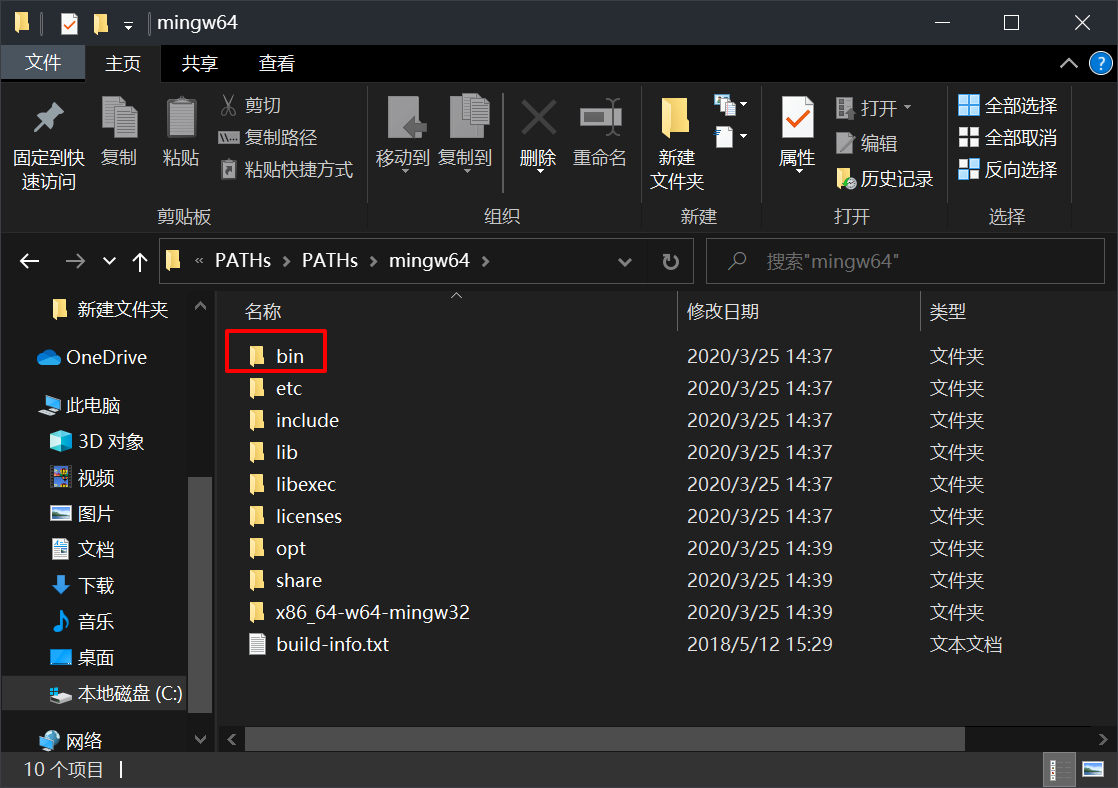 mingw64
文件 主页 共享 查看
固定到快速访问
复制
粘贴
剪切
复制路径
粘贴快捷方式
剪贴板
移动到 复制到 删除 重命名
组织
新建
文件夹
新建
属性
打开
编辑
历史记录
打开
全部选择
全部取消
反向选择
选择
« PATHs > PATHs > mingw64 >
搜索"mingw64"
新建文件夹
OneDrive
此电脑
3D 对象
视频
图片
文档
下载
音乐
桌面
本地磁盘 (C:)
网络
名称 修改日期 类型
bin 2020/3/25 14:37 文件夹
etc 2020/3/25 14:37 文件夹
include 2020/3/25 14:37 文件夹
lib 2020/3/25 14:37 文件夹
libexec 2020/3/25 14:37 文件夹
licenses 2020/3/25 14:37 文件夹
opt 2020/3/25 14:39 文件夹
share 2020/3/25 14:39 文件夹
x86_64-w64-mingw32 2020/3/25 14:39 文件夹
build-info.txt 2018/5/12 15:29 文本文档
10 个项目